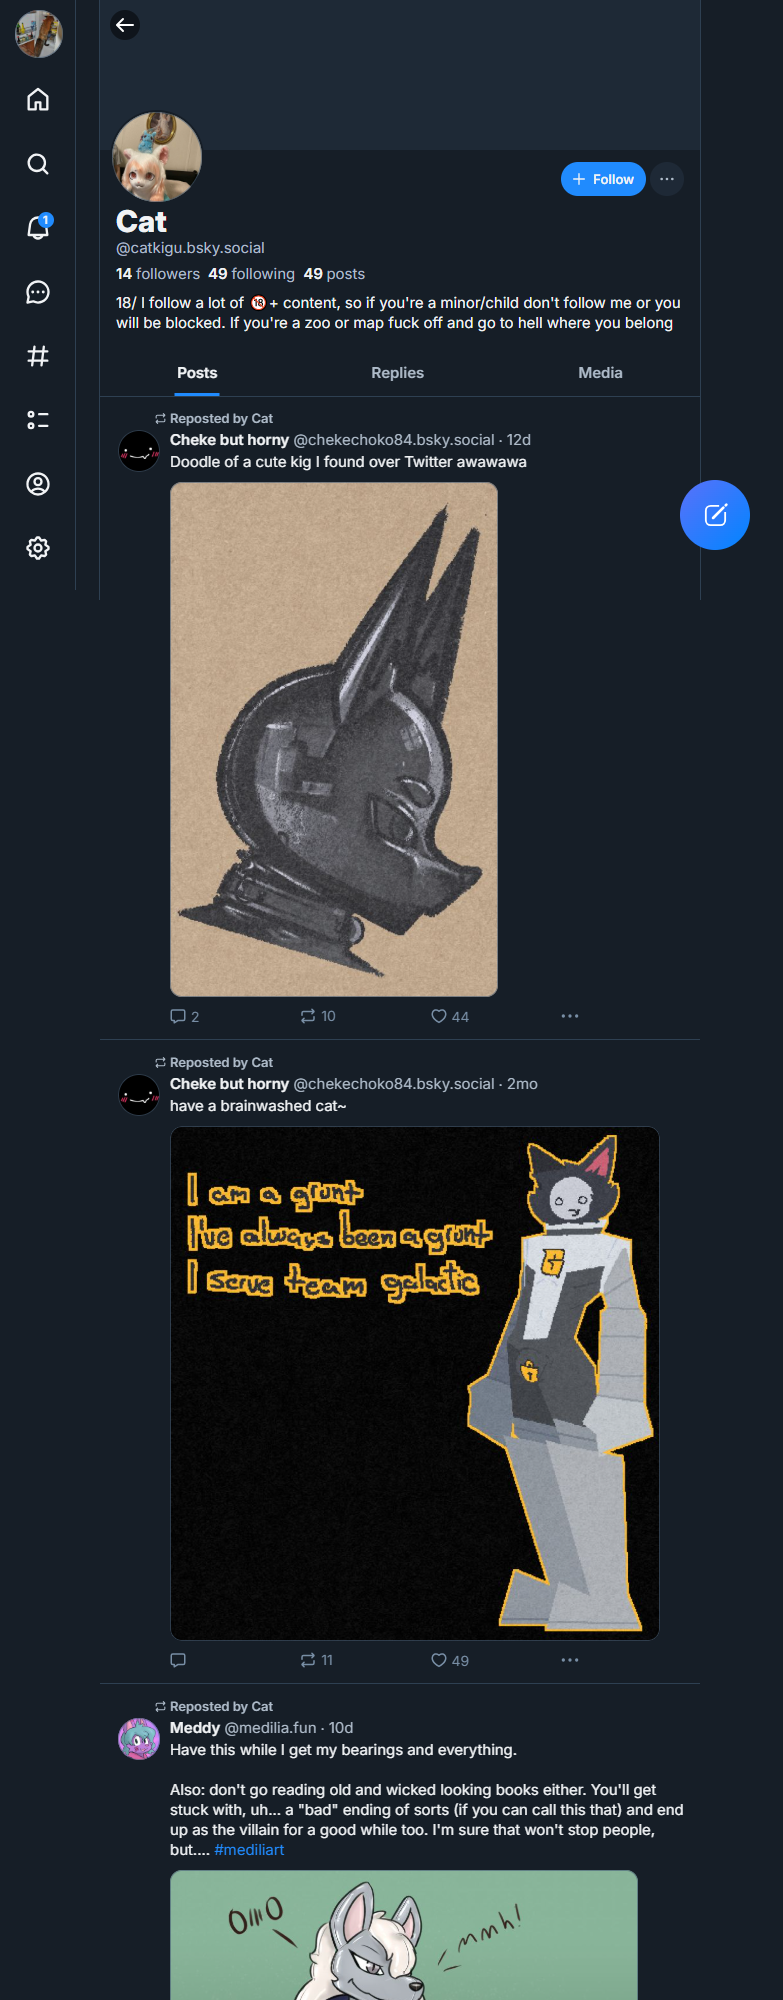 1
Follow
Cat
@catkigu.bsky.social
14 followers 49 following 49 posts
18/ I follow a lot of 🔞+ content, so if you're a minor/child don't follow me or you
will be blocked. If you're a zoo or map fuck off and go to hell where you belong
Posts
Replies
Media
Reposted by Cat
Cheke but horny @chekechoko84.bsky.social · 12d
Doodle of a cute kig I found over Twitter awawawa
2
10
44
Reposted by Cat
Cheke but horny @chekechoko84.bsky.social · 2mo
have a brainwashed cat~
I am a grunt
I've always been a grunt
I serve team galactic
11
49
Reposted by Cat
Meddy @medilia.fun · 10d
Have this while I get my bearings and everything.
Also: don't go reading old and wicked looking books either. You'll get
stuck with, uh... a "bad" ending of sorts (if you can call this that) and end
up as the villain for a good while too. I'm sure that won't stop people,
but.... #mediliart
mmh!